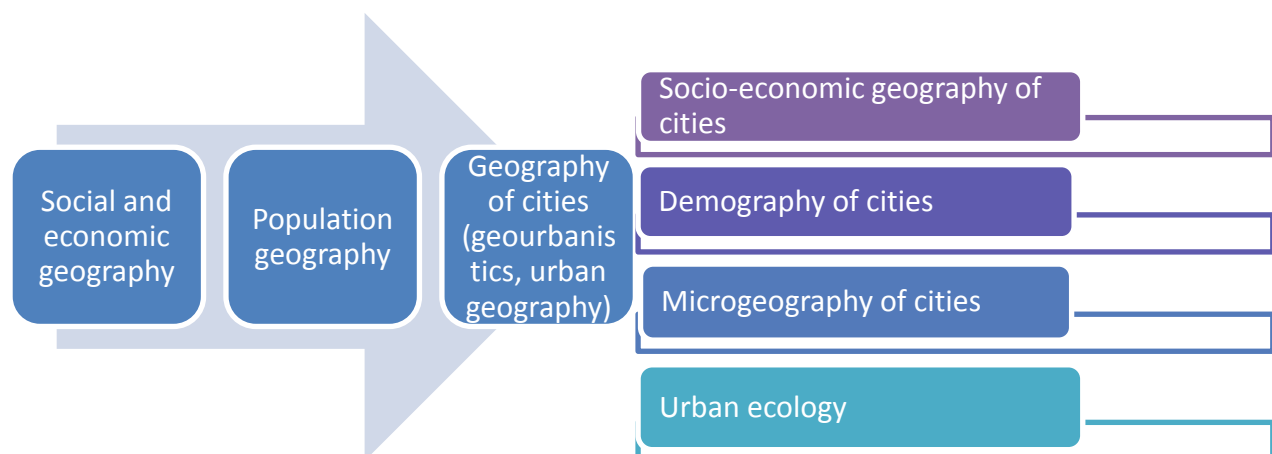 Social and
economic
geography
Population
geography
Geography
of cities
(geourbanis
tics, urban
geography)
Socio-economic geography of
cities
Demography of cities
Microgeography of cities
Urban ecology